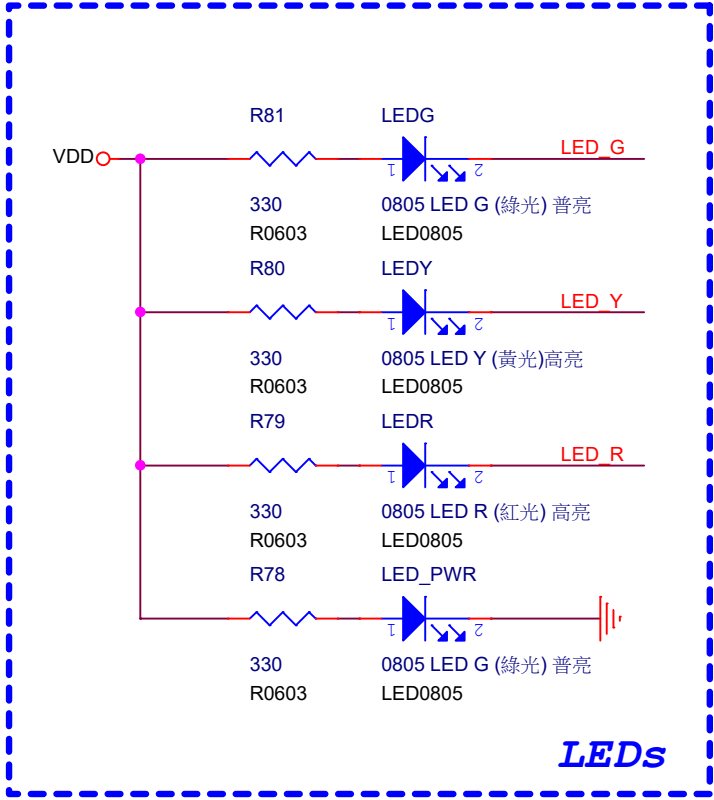 R81 LEDG
VDD LED_G
1 2
330 0805 LED G (綠光) 普亮
R0603 LED0805
R80 LEDY
LED_Y
1 2
330 0805 LED Y (黃光)高亮
R0603 LED0805
R79 LEDR
LED_R
1 2
330 0805 LED R (紅光) 高亮
R0603 LED0805
R78 LED_PWR
1 2
330 0805 LED G (綠光) 普亮
R0603 LED0805
LEDs